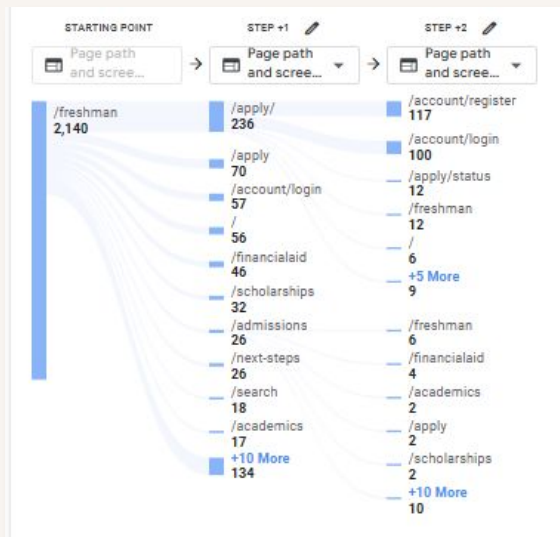 STARTING POINT
STEP +1
STEP +2
Page path
and scree...
Page path
and scree...
Page path
and scree...
/freshman
2,140
/apply/
236
/apply
70
/account/login
57
/
56
/financialaid
46
/scholarships
32
/admissions
26
/next-steps
26
/search
18
/academics
17
+10 More
134
/account/register
117
/account/login
100
/apply/status
12
/freshman
12
/
6
+5 More
9
/freshman
6
/financialaid
4
/academics
2
/apply
2
/scholarships
2
+10 More
10